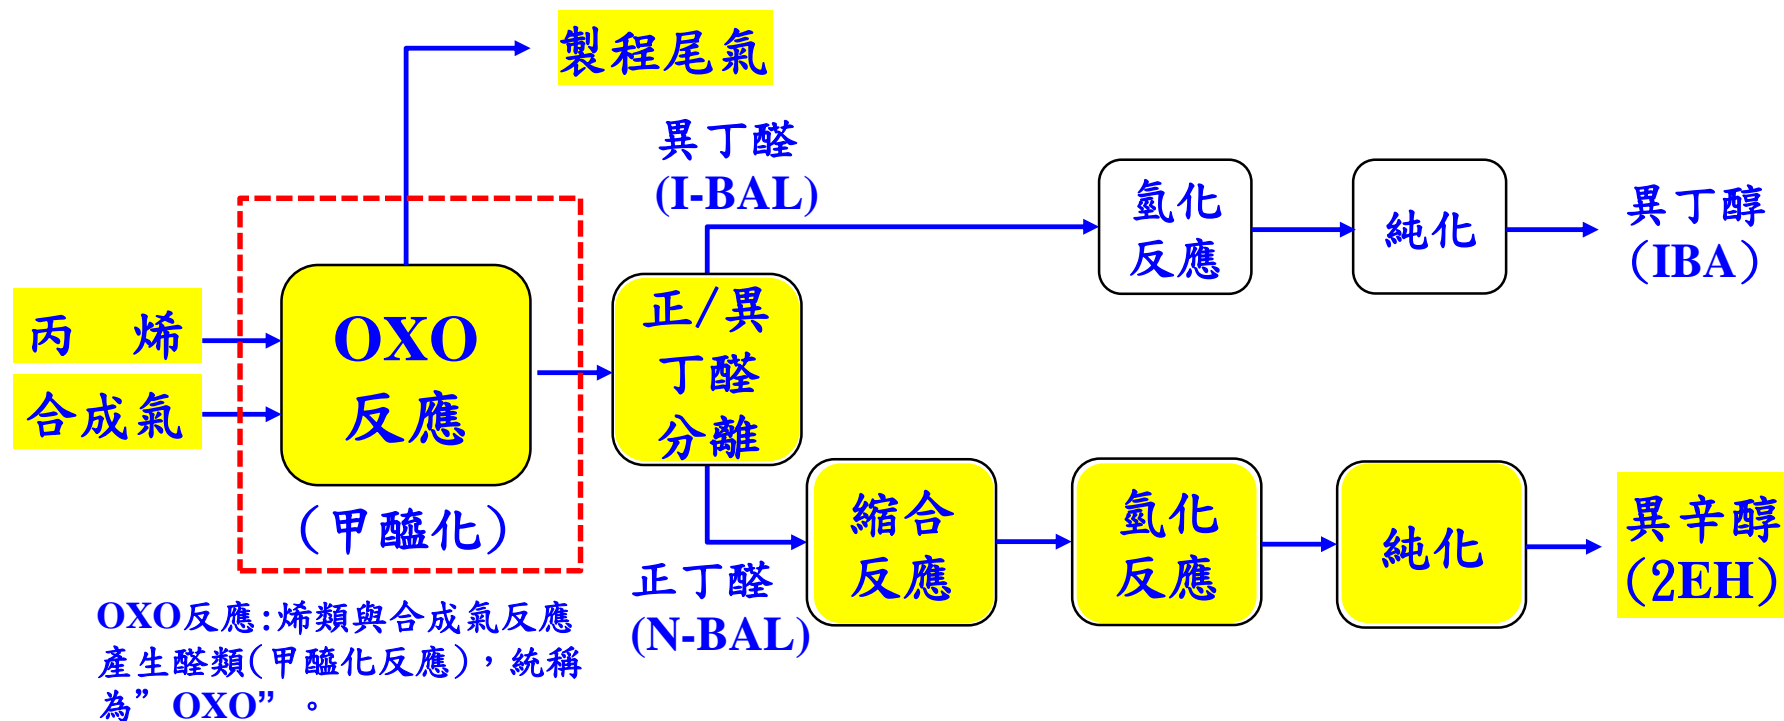 製程尾氣
異丁醛
(I-BAL)
氫化
反應
純化
異丁醇
(IBA)
丙 烯
合成氣
OXO
反應
(甲醯化)
正/異
丁醛
分離
正丁醛
(N-BAL)
縮合
反應
氫化
反應
純化
異辛醇
(2EH)
OXO反應:烯類與合成氣反應
產生醛類(甲醯化反應),統稱
為”OXO” 。